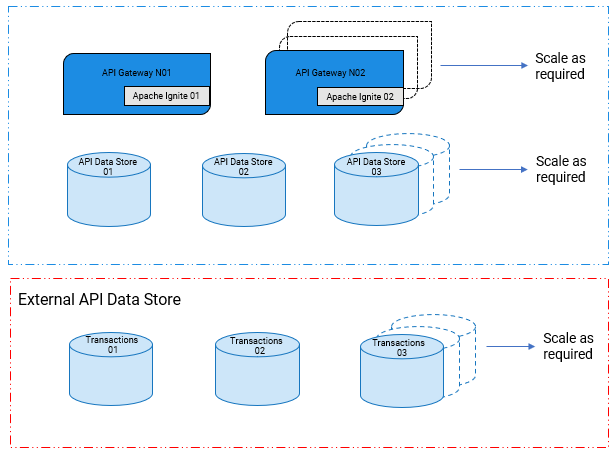 API Gateway N01
Apache Ignite 01
API Gateway N02
Apache Ignite 02
Scale as
required
API Data Store
01
API Data Store
02
API Data Store
03
Scale as
required
External API Data Store
Transactions
01
Transactions
02
Transactions
03
Scale as
required